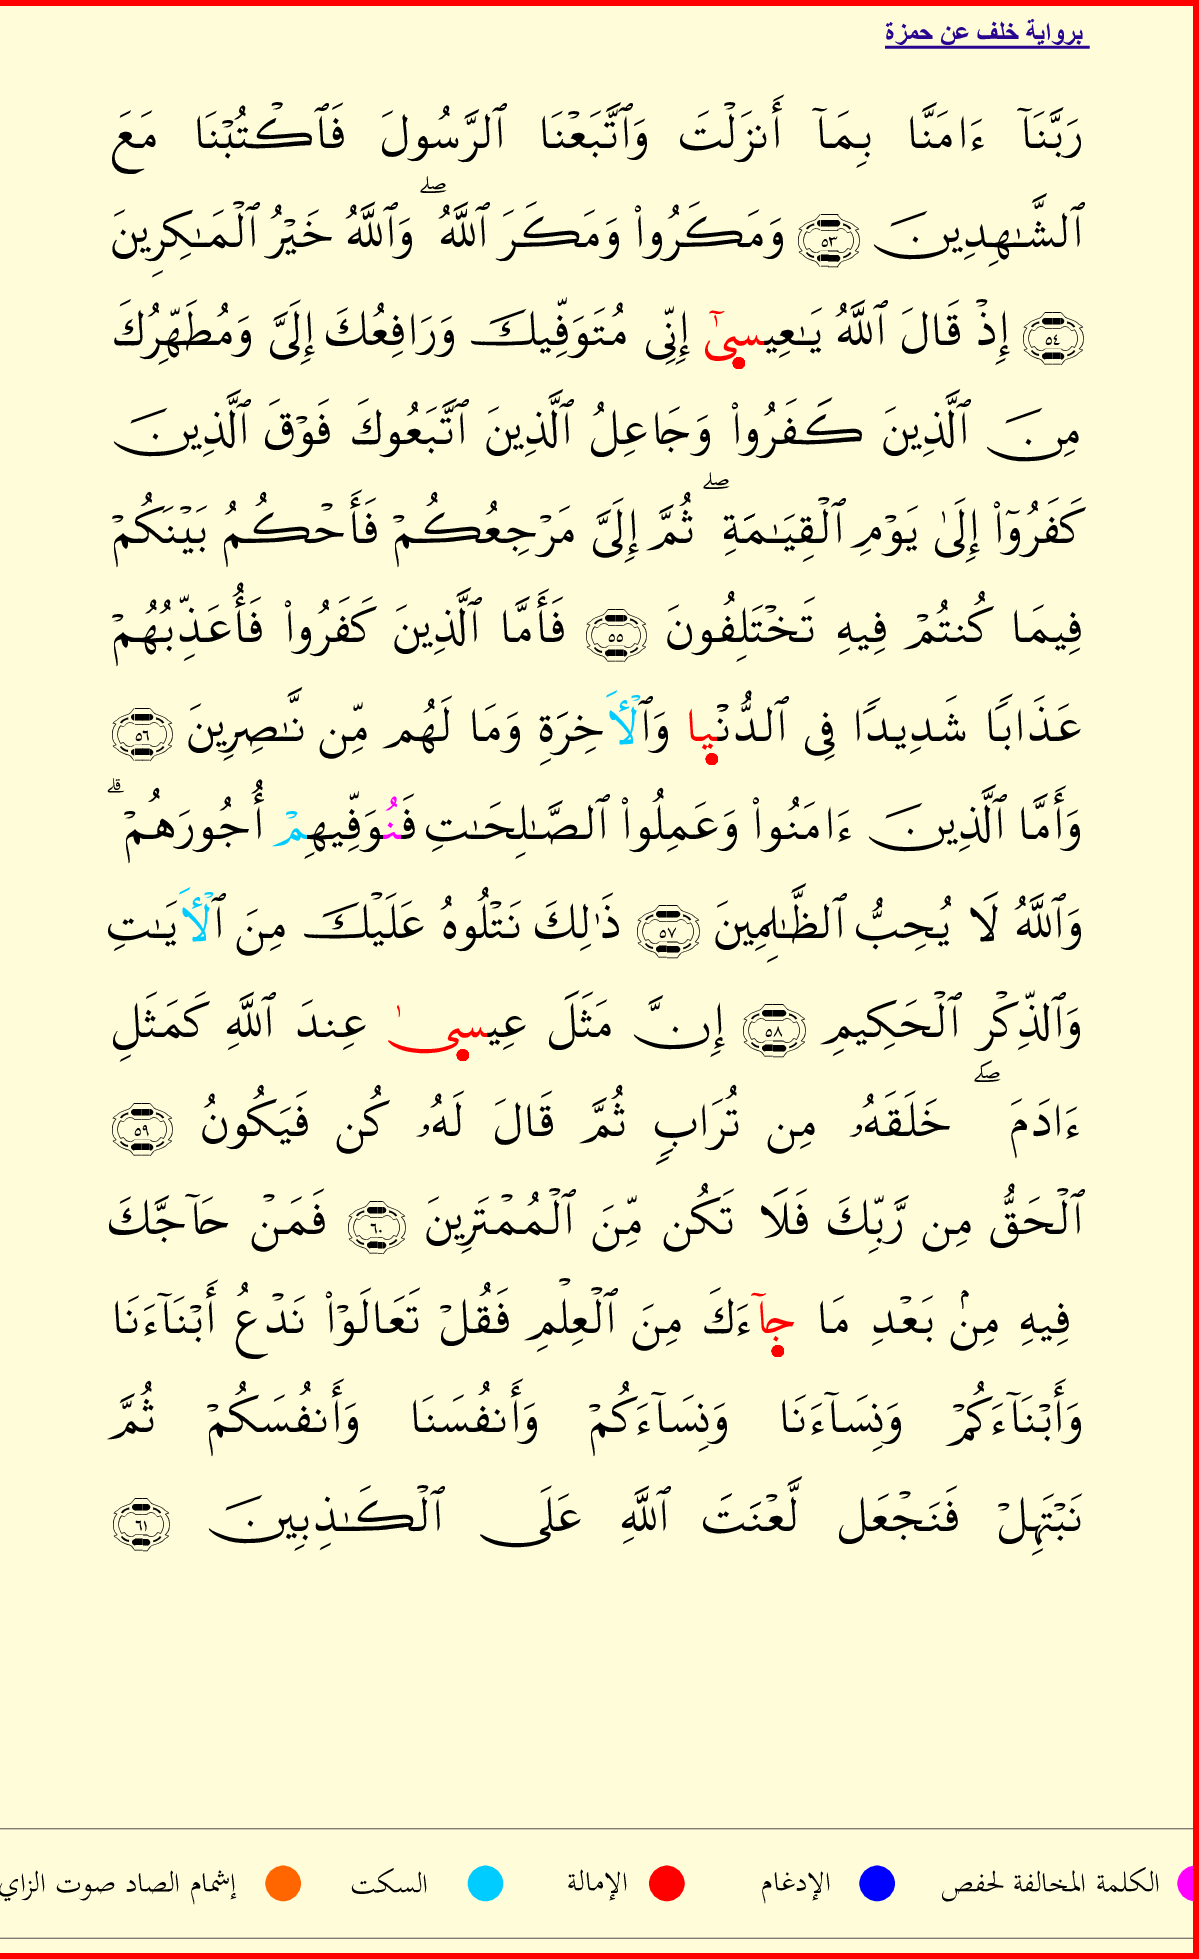 برواية خلف عن حمزة
رَبَّنَآ ءَامَنَّا بِمَآ أَنزَلْتَ وَٱتَّبَعْنَا ٱلرَّسُولَ فَٱكْتُبْنَا مَعَ
ٱلشَّـٰهِدِينَ ٥٣ وَمَكَرُوا۟ وَمَكَرَ ٱللَّهُ ۖ وَٱللَّهُ خَيْرُ ٱلْمَـٰكِرِينَ
٥٤ إِذْ قَالَ ٱللَّهُ يَـٰعِيسىٰٓ إِنِّى مُتَوَفِّيكَ وَرَافِعُكَ إِلَىَّ وَمُطَهِّرُكَ
مِنَ ٱلَّذِينَ كَفَرُوا۟ وَجَاعِلُ ٱلَّذِينَ ٱتَّبَعُوكَ فَوْقَ ٱلَّذِينَ
كَفَرُوٓا۟ إِلَىٰ يَوْمِ ٱلْقِيَـٰمَةِ ۖ ثُمَّ إِلَىَّ مَرْجِعُكُمْ فَأَحْكُمُ بَيْنَكُمْ
فِيمَا كُنتُمْ فِيهِ تَخْتَلِفُونَ ٥٥ فَأَمَّا ٱلَّذِينَ كَفَرُوا۟ فَأُعَذِّبُهُمْ
عَذَابًا شَدِيدًا فِى ٱلدُّنْيا وَٱلْأَخِرَةِ وَمَا لَهُم مِّن نَّـٰصِرِينَ ٥٦
وَأَمَّا ٱلَّذِينَ ءَامَنُوا۟ وَعَمِلُوا۟ ٱلصَّـٰلِحَـٰتِ فَنُوَفِّيهِمْ أُجُورَهُمْ ۗ
وَٱللَّهُ لَا يُحِبُّ ٱلظَّـٰلِمِينَ ٥٧ ذَٰلِكَ نَتْلُوهُ عَلَيْكَ مِنَ ٱلْأَيَـٰتِ
وَٱلذِّكْرِ ٱلْحَكِيمِ ٥٨ إِنَّ مَثَلَ عِيسىٰ عِندَ ٱللَّهِ كَمَثَلِ
ءَادَمَ ۖ خَلَقَهُۥ مِن تُرَابٍ ثُمَّ قَالَ لَهُۥ كُن فَيَكُونُ ٥٩
ٱلْحَقُّ مِن رَّبِّكَ فَلَا تَكُن مِّنَ ٱلْمُمْتَرِينَ ٦٠ فَمَنْ حَآجَّكَ
فِيهِ مِنۢ بَعْدِ مَا جآءَكَ مِنَ ٱلْعِلْمِ فَقُلْ تَعَالَوْا۟ نَدْعُ أَبْنَآءَنَا
وَأَبْنَآءَكُمْ وَنِسَآءَنَا وَنِسَآءَكُمْ وَأَنفُسَنَا وَأَنفُسَكُمْ ثُمَّ
نَبْتَهِلْ فَنَجْعَل لَّعْنَتَ ٱللَّهِ عَلَى ٱلْكَـٰذِبِينَ ٦١
الكلمة المخالفة لحفص الإدغام الإمالة السكت إشمام الصاد صوت الزاي